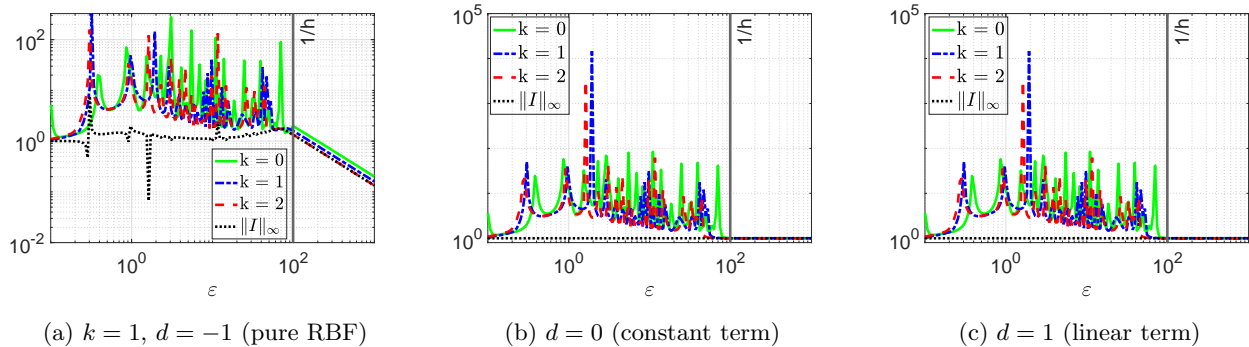 10^2
10^0
10^-2
10^0
10^2
ε
1/h
k = 0
k = 1
k = 2
‖I‖∞
(a) k = 1, d = −1 (pure RBF)
10^5
10^0
10^0
10^2
ε
1/h
k = 0
k = 1
k = 2
‖I‖∞
(b) d = 0 (constant term)
10^5
10^0
10^0
10^2
ε
1/h
k = 0
k = 1
k = 2
‖I‖∞
(c) d = 1 (linear term)